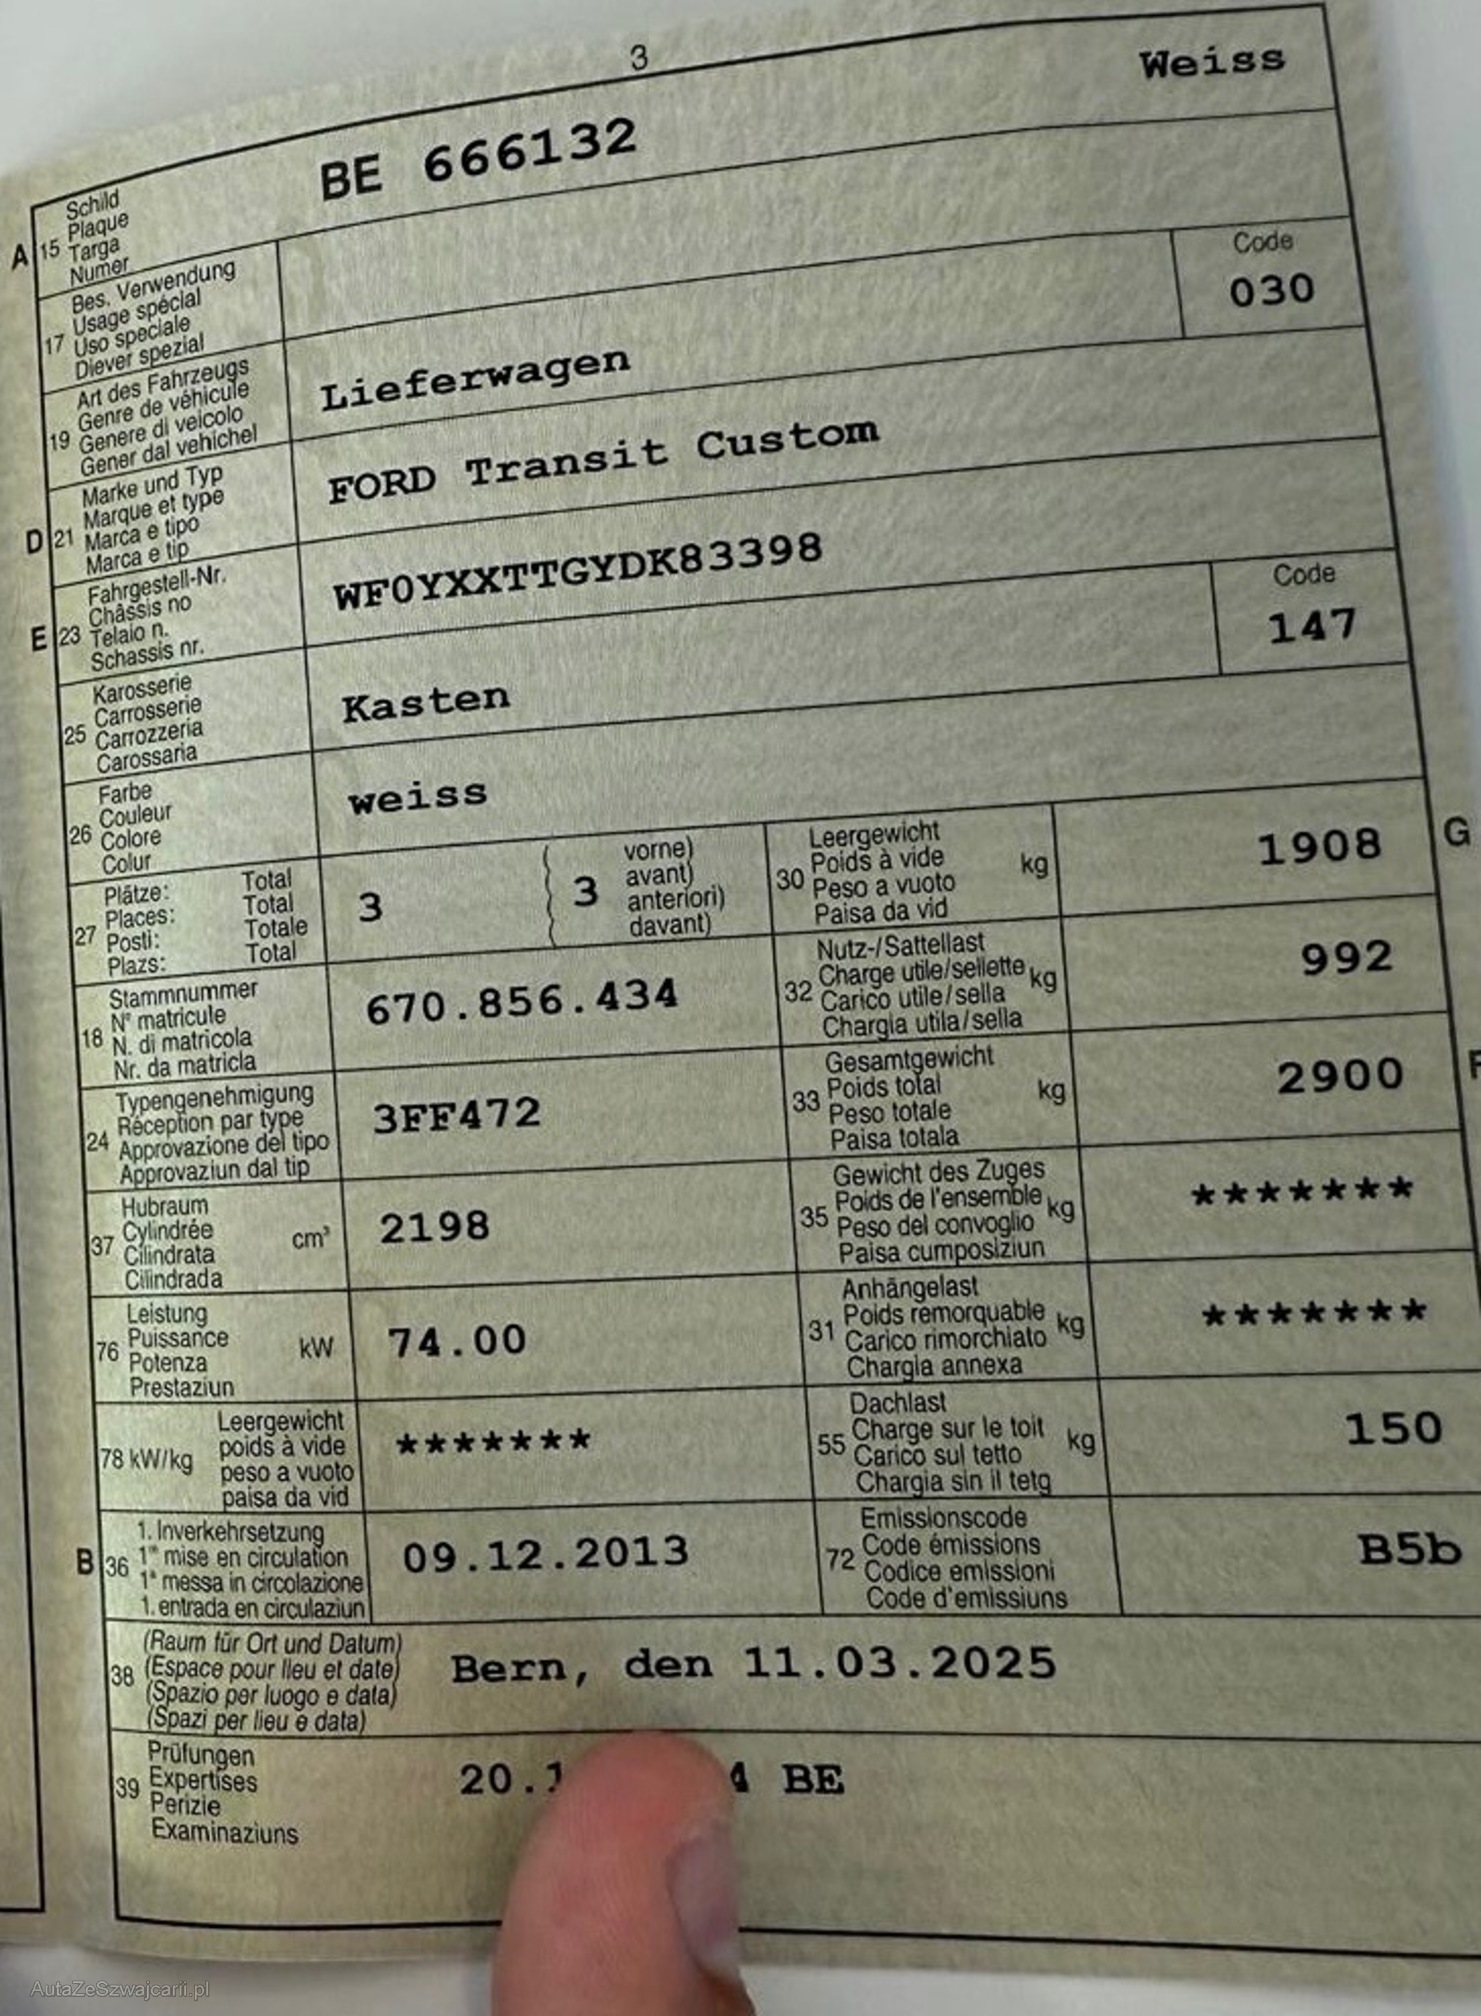 3
Weiss
A 15 Schild
Plaque
Targa
Numer
BE 666132
17 Bes. Verwendung
Usage spécial
Uso speciale
Diever spezial
19 Art des Fahrzeugs
Genre de véhicule
Genere di veicolo
Gener dal vehichel
Lieferwagen
Code
030
D 21 Marke und Typ
Marque et type
Marca e tipo
Marca e tip
FORD Transit Custom
E 23 Fahrgestell-Nr.
Châssis no
Telaio n.
Schassis nr.
WF0YXXTTGYDK83398
25 Karosserie
Carrosserie
Carrozzeria
Carossaria
Kasten
Code
147
26 Farbe
Couleur
Colore
Colur
weiss
27 Plätze: Total
Places: Total
Posti: Totale
Plazs: Total
3
3 vorne)
avant)
anteriori)
davant)
30 Leergewicht
Poids à vide kg
Peso a vuoto
Paisa da vid
1908
G
18 Stammnummer
N° matricule
N. di matricola
Nr. da matricla
670.856.434
32 Nutz-/Sattellast
Charge utile/sellette kg
Carico utile/sella
Chargia utila/sella
992
24 Typengenehmigung
Réception par type
Approvazione del tipo
Approvaziun dal tip
3FF472
33 Gesamtgewicht
Poids total kg
Peso totale
Paisa totala
2900
F
37 Hubraum
Cylindrée cm³
Cilindrata
Cilindrada
2198
35 Gewicht des Zuges
Poids de l'ensemble kg
Peso del convoglio
Paisa cumposiziun
*******
76 Leistung
Puissance kW
Potenza
Prestaziun
74.00
31 Anhängelast
Poids remorquable kg
Carico rimorchiato
Chargia annexa
*******
78 kW/kg Leergewicht
poids à vide
peso a vuoto
paisa da vid
*******
55 Dachlast
Charge sur le toit kg
Carico sul tetto
Chargia sin il tetg
150
B 36 1. Inverkehrsetzung
1re mise en circulation
1a messa in circolazione
1. entrada en circulaziun
09.12.2013
72 Emissionscode
Code émissions
Codice emissioni
Code d'emissiuns
B5b
38 (Raum für Ort und Datum)
(Espace pour lieu et date)
(Spazio per luogo e data)
(Spazi per lieu e data)
Bern, den 11.03.2025
39 Prüfungen
Expertises
Perizie
Examinaziuns
20.1 4 BE
AutaZeSzwajcarii.pl